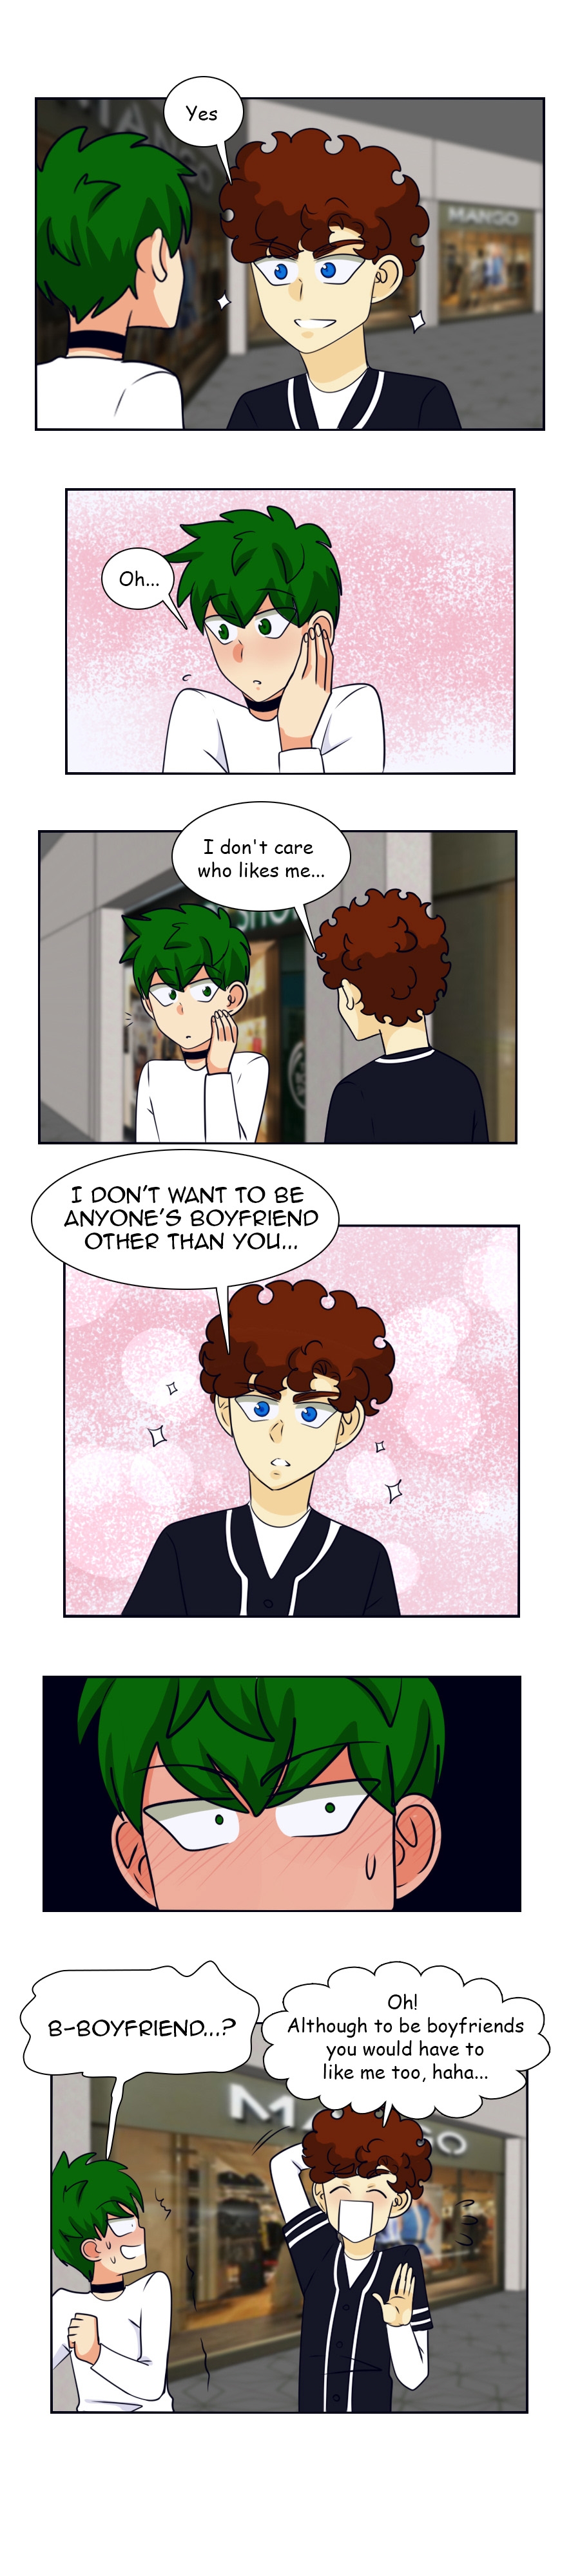 Yes
MANGO
MANGO
Oh...
I don't care
who likes me...
I DON'T WANT TO BE
ANYONE'S BOYFRIEND
OTHER THAN YOU...
B-BOYFRIEND...?
Oh!
Although to be boyfriends
you would have to
like me too, haha...